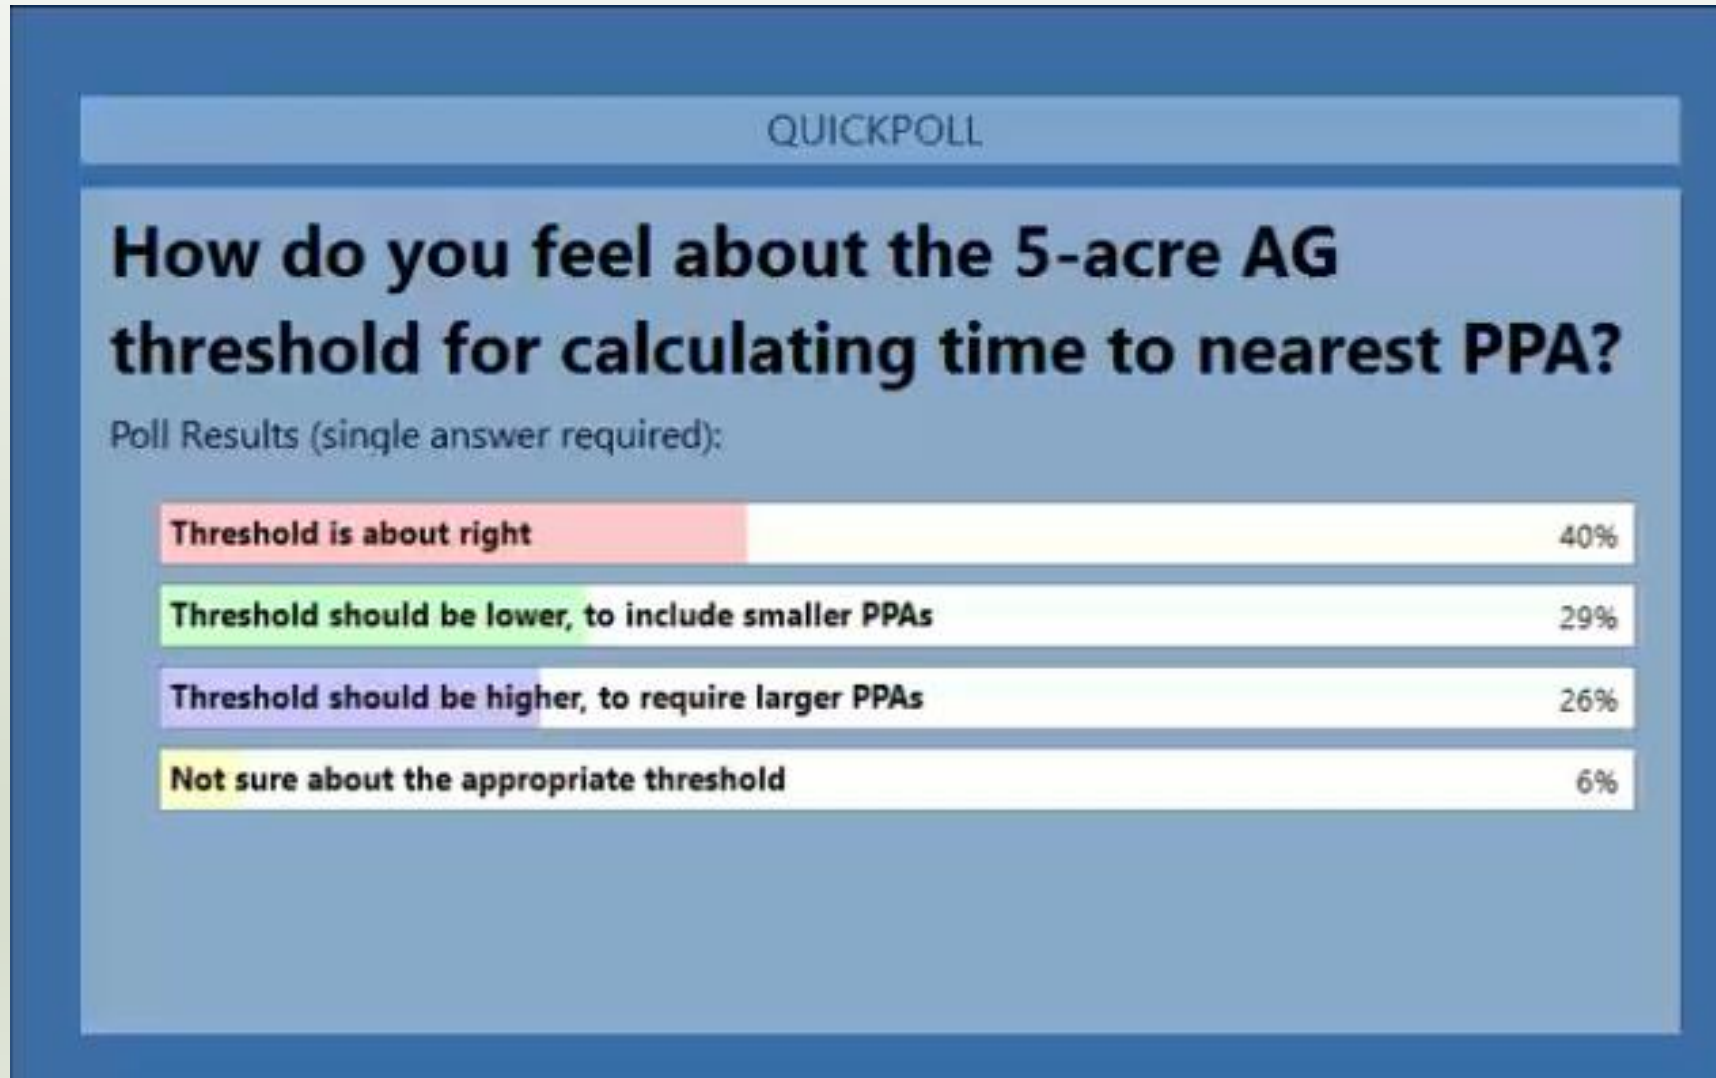 QUICKPOLL
How do you feel about the 5-acre AG
threshold for calculating time to nearest PPA?
Poll Results (single answer required):
Threshold is about right 40%
Threshold should be lower, to include smaller PPAs 29%
Threshold should be higher, to require larger PPAs 26%
Not sure about the appropriate threshold 6%